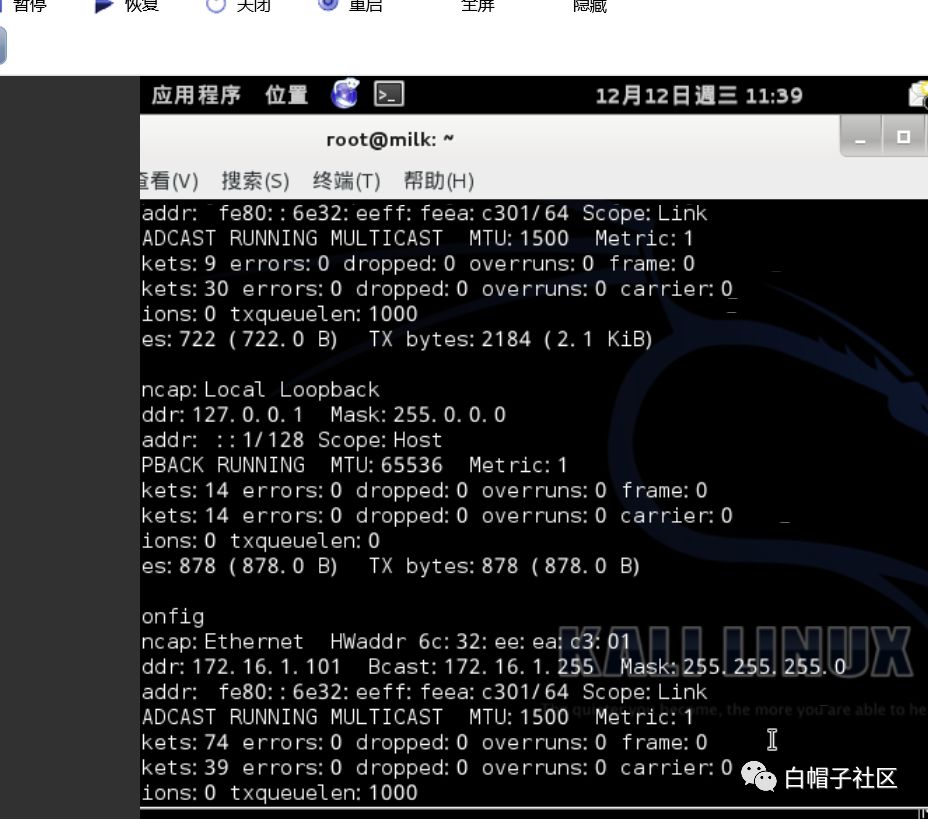 暂停 恢复 关闭 重启 全屏 隐藏
应用程序 位置 12月12日週三 11:39
root@milk: ~
查看(V) 搜索(S) 终端(T) 帮助(H)
addr: fe80::6e32:eeff:feea:c301/64 Scope:Link
ADCAST RUNNING MULTICAST MTU:1500 Metric:1
kets:9 errors:0 dropped:0 overruns:0 frame:0
kets:30 errors:0 dropped:0 overruns:0 carrier:0
ions:0 txqueuelen:1000
es:722 (722.0 B) TX bytes:2184 (2.1 KiB)
ncap:Local Loopback
ddr:127.0.0.1 Mask:255.0.0.0
addr: ::1/128 Scope:Host
PBACK RUNNING MTU:65536 Metric:1
kets:14 errors:0 dropped:0 overruns:0 frame:0
kets:14 errors:0 dropped:0 overruns:0 carrier:0
ions:0 txqueuelen:0
es:878 (878.0 B) TX bytes:878 (878.0 B)
onfig
ncap:Ethernet HWaddr 6c:32:ee:ea:c3:01
ddr:172.16.1.101 Bcast:172.16.1.255 Mask:255.255.255.0
addr: fe80::6e32:eeff:feea:c301/64 Scope:Link
ADCAST RUNNING MULTICAST MTU:1500 Metric:1
kets:74 errors:0 dropped:0 overruns:0 frame:0
kets:39 errors:0 dropped:0 overruns:0 carrier:0
ions:0 txqueuelen:1000
KALI LINUX
become, the more you are able to he
白帽子社区